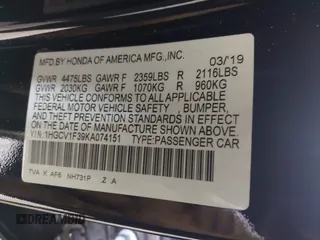 MFD.BY HONDA OF AMERICA MFG.,INC. 03/'19
GVWR 4475LBS GAWR F 2359LBS R 2116LBS
GVWR 2030KG GAWR F 1070KG R 960KG
THIS VEHICLE CONFORMS TO ALL APPLICABLE
FEDERAL MOTOR VEHICLE SAFETY, BUMPER,
AND THEFT PREVENTION STANDARDS IN EFFECT
ON THE DATE OF MANUFACTURE SHOWN ABOVE.
V.I.N:1HGCV1F39KA074151 TYPE:PASSENGER CAR
TVA X AF6 NH731P Z A
DREAM